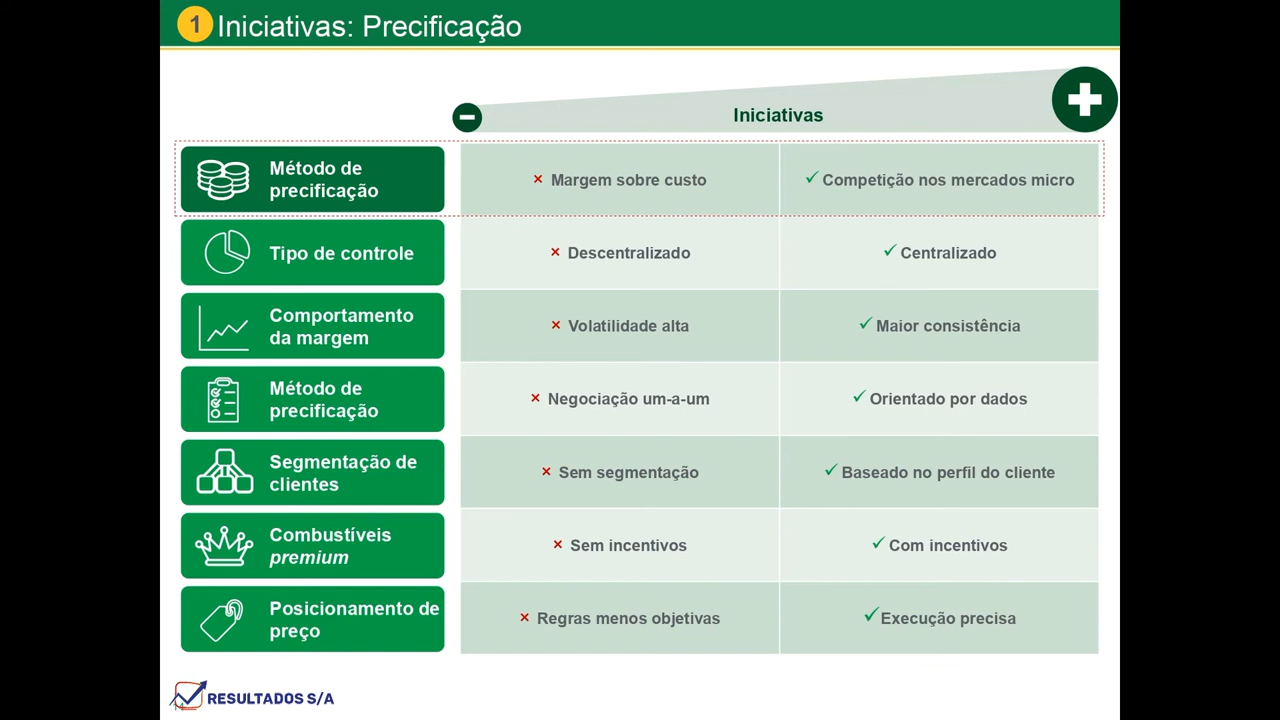 1 Iniciativas: Precificação
Iniciativas
Método de
precificação
Margem sobre custo
Competição nos mercados micro
Tipo de controle
Descentralizado
Centralizado
Comportamento
da margem
Volatilidade alta
Maior consistência
Método de
precificação
Negociação um-a-um
Orientado por dados
Segmentação de
clientes
Sem segmentação
Baseado no perfil do cliente
Combustíveis
premium
Sem incentivos
Com incentivos
Posicionamento de
preço
Regras menos objetivas
Execução precisa
RESULTADOS S/A